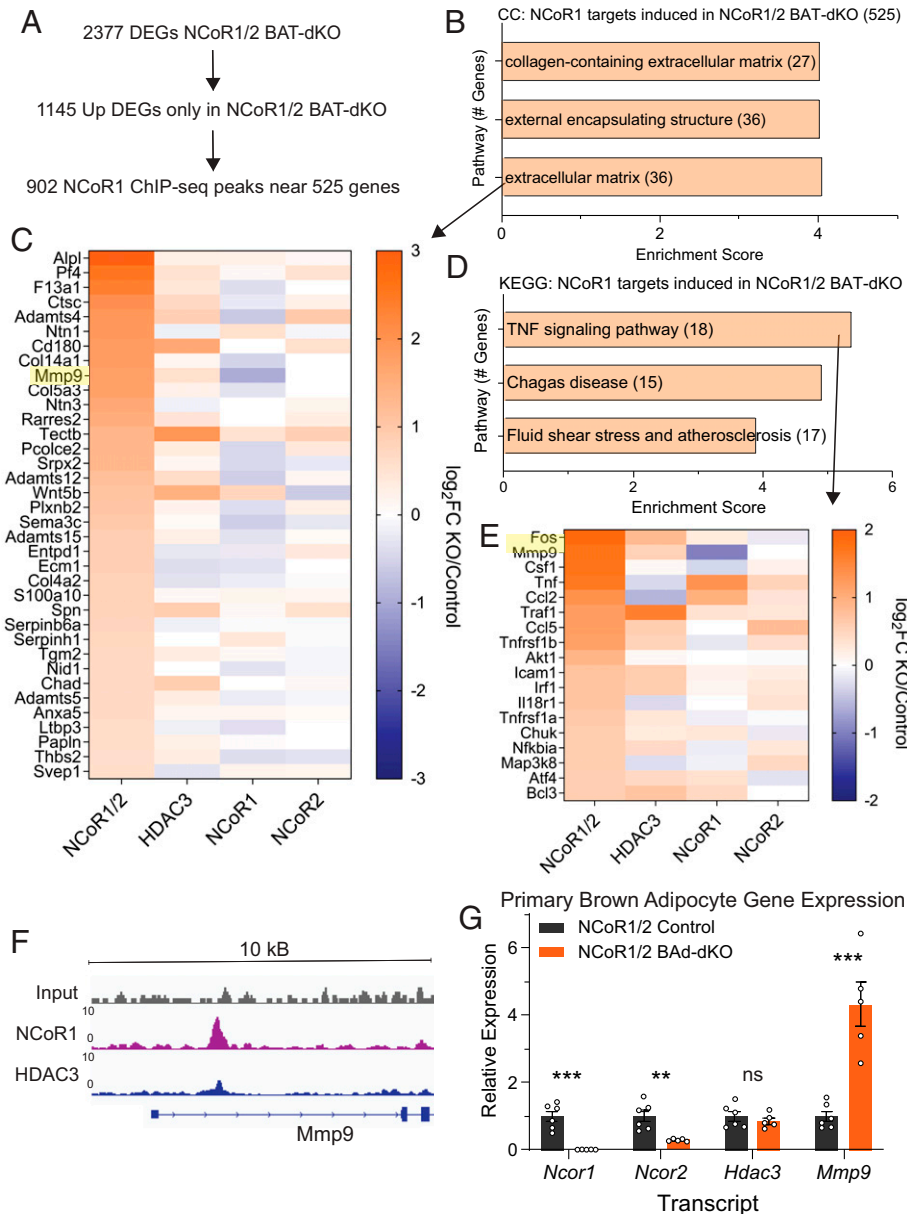 A
2377 DEGs NCoR1/2 BAT-dKO
1145 Up DEGs only in NCoR1/2 BAT-dKO
902 NCoR1 ChIP-seq peaks near 525 genes
B
CC: NCoR1 targets induced in NCoR1/2 BAT-dKO (525)
Pathway (# Genes)
collagen-containing extracellular matrix (27)
external encapsulating structure (36)
extracellular matrix (36)
0
2
4
Enrichment Score
C
Alpl
Pf4
F13a1
Ctsc
Adamts4
Ntn1
Cd180
Col14a1
Mmp9
Col5a3
Ntn3
Rarres2
Tectb
Pcolce2
Srpx2
Adamts12
Wnt5b
Plxnb2
Sema3c
Adamts15
Entpd1
Ecm1
Col4a2
S100a10
Spn
Serpinb6a
Serpinh1
Tgm2
Nid1
Chad
Adamts5
Anxa5
Ltbp3
Papln
Thbs2
Svep1
NCoR1/2
HDAC3
NCoR1
NCoR2
3
2
1
0
-1
-2
-3
log2FC KO/Control
D
KEGG: NCoR1 targets induced in NCoR1/2 BAT-dKO
Pathway (# Genes)
TNF signaling pathway (18)
Chagas disease (15)
Fluid shear stress and atherosclerosis (17)
0
2
4
6
Enrichment Score
E
Fos
Mmp9
Csf1
Tnf
Ccl2
Traf1
Ccl5
Tnfrsf1b
Akt1
Icam1
Irf1
Il18r1
Tnfrsf1a
Chuk
Nfkbia
Map3k8
Atf4
Bcl3
NCoR1/2
HDAC3
NCoR1
NCoR2
2
1
0
-1
-2
log2FC KO/Control
F
10 kB
Input
10
NCoR1
0
10
HDAC3
0
Mmp9
G
Primary Brown Adipocyte Gene Expression
NCoR1/2 Control
NCoR1/2 BAd-dKO
Relative Expression
6
4
2
0
***
**
ns
***
Ncor1
Ncor2
Hdac3
Mmp9
Transcript